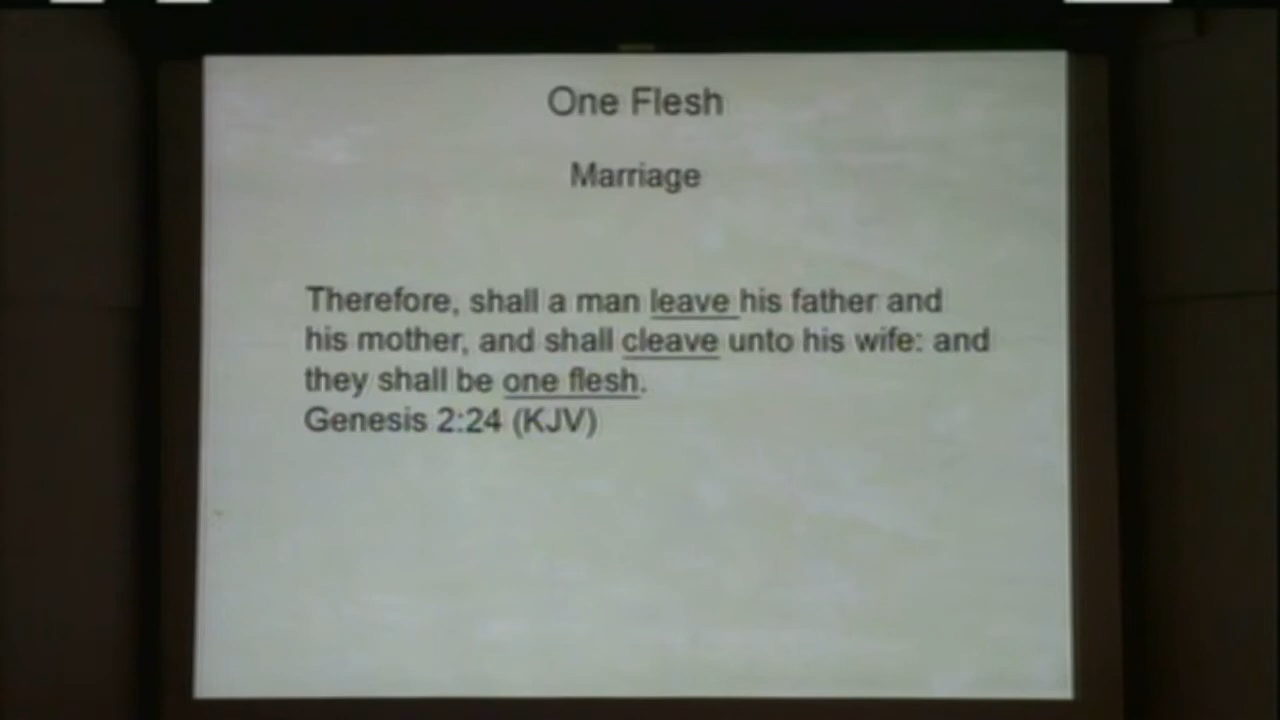 One Flesh
Marriage
Therefore, shall a man leave his father and
his mother, and shall cleave unto his wife: and
they shall be one flesh.
Genesis 2:24 (KJV)